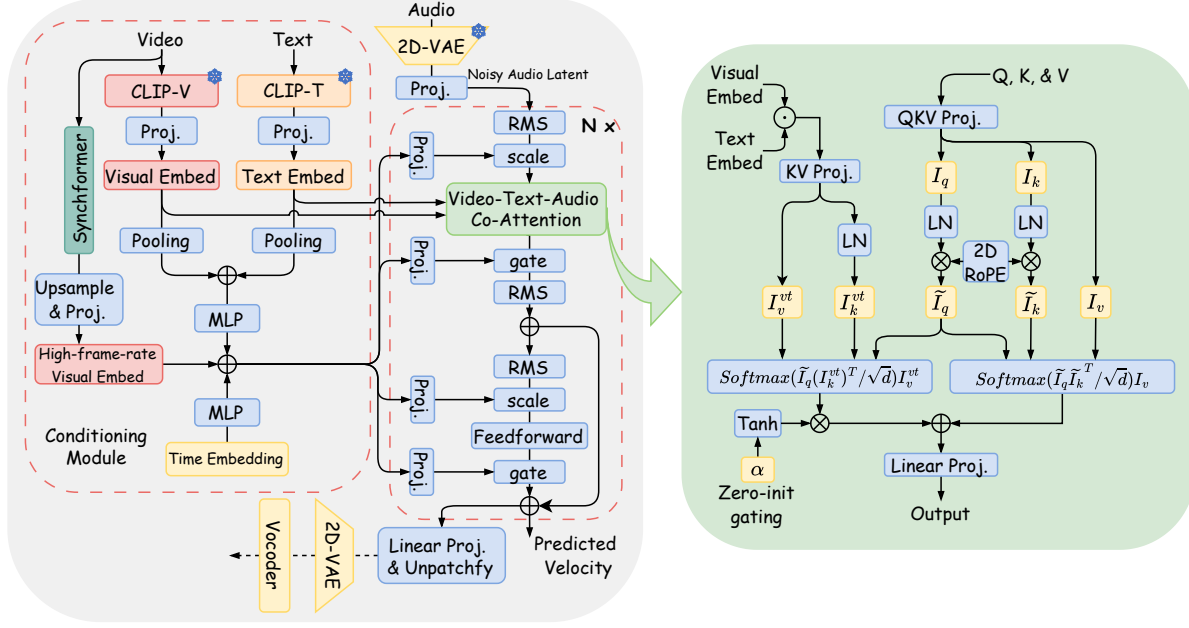 Audio
2D-VAE
Noisy Audio Latent
Proj.
Video
Text
CLIP-V
CLIP-T
Proj.
Proj.
Visual Embed
Text Embed
Synchformer
Pooling
Pooling
Upsample
& Proj.
MLP
High-frame-rate
Visual Embed
MLP
Time Embedding
Conditioning
Module
N ×
RMS
Proj.
scale
Video-Text-Audio
Co-Attention
Proj.
gate
RMS
RMS
Proj.
scale
Feedforward
Proj.
gate
Linear Proj.
& Unpatchfy
Predicted
Velocity
2D-VAE
Vocoder
Visual
Embed
Text
Embed
KV Proj.
LN
Q, K, & V
QKV Proj.
I_q
I_k
LN
LN
2D
RoPE
I_v^{vt}
I_k^{vt}
Ĩ_q
Ĩ_k
I_v
Softmax(Ĩ_q(I_k^{vt})^T/√d)I_v^{vt}
Softmax(Ĩ_qĨ_k^T/√d)I_v
Tanh
α
Zero-init
gating
Linear Proj.
Output